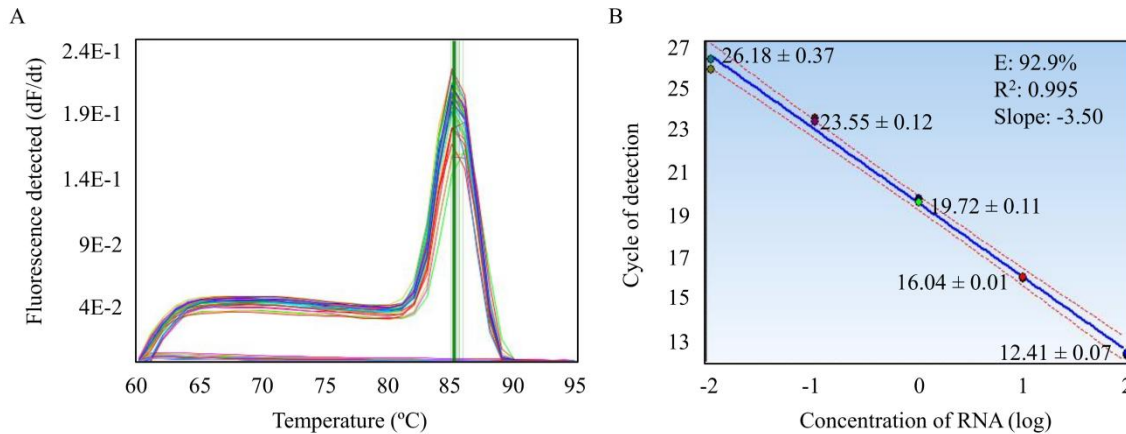 A
Fluorescence detected (dF/dt)
2.4E-1
1.9E-1
1.4E-1
9E-2
4E-2
60 65 70 75 80 85 90 95
Temperature (ºC)
B
Cycle of detection
27
25
23
21
19
17
15
13
26.18 ± 0.37
E: 92.9%
R²: 0.995
Slope: -3.50
23.55 ± 0.12
19.72 ± 0.11
16.04 ± 0.01
12.41 ± 0.07
-2 -1 0 1 2
Concentration of RNA (log)